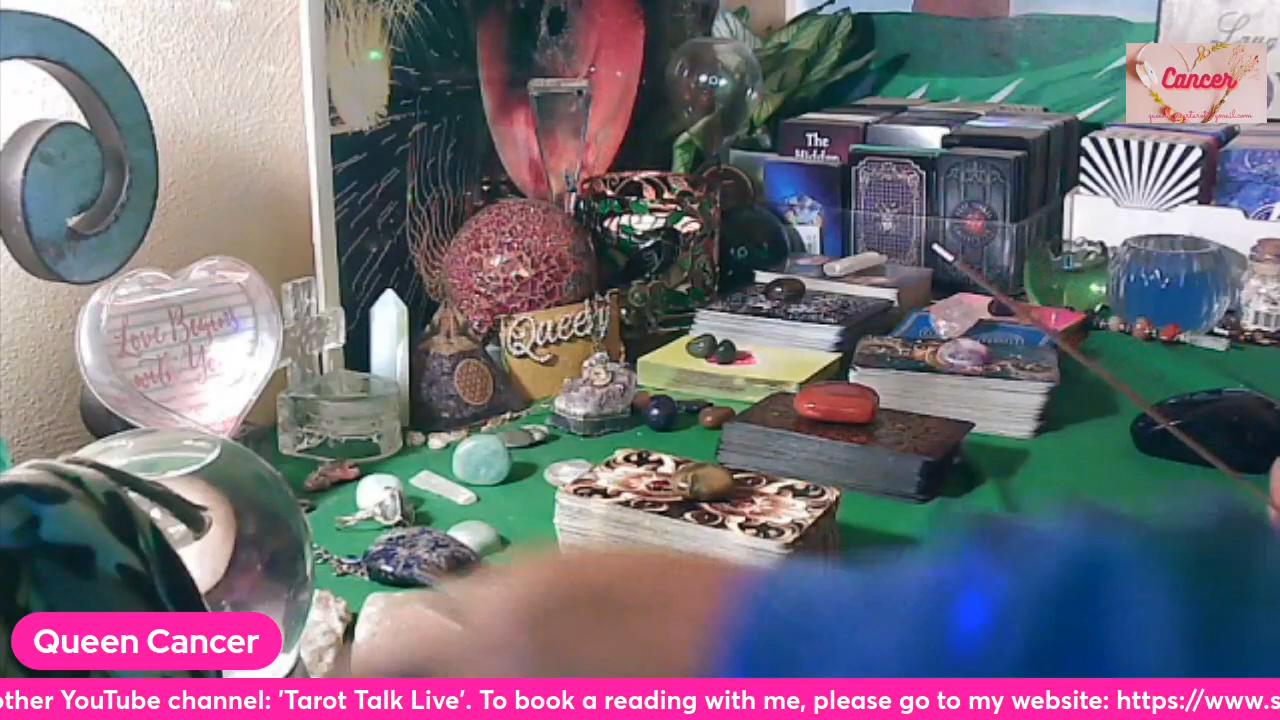 Cancer
The
Hidden
Love Begins
with
Queen
Queen Cancer
other YouTube channel: 'Tarot Talk Live'. To book a reading with me, please go to my website: https://www.s